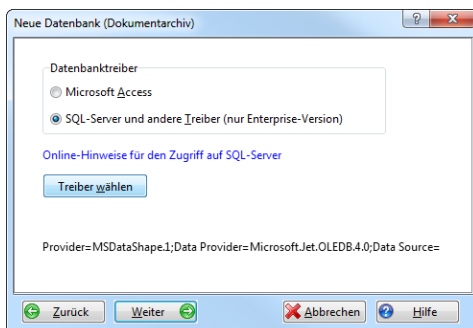 Neue Datenbank (Dokumentarchiv)
Datenbanktreiber
Microsoft Access
SQL-Server und andere Treiber (nur Enterprise-Version)
Online-Hinweise für den Zugriff auf SQL-Server
Treiber wählen
Provider=MSDataShape.1;Data Provider=Microsoft.Jet.OLEDB.4.0;Data Source=
Zurück Weiter Abbrechen Hilfe